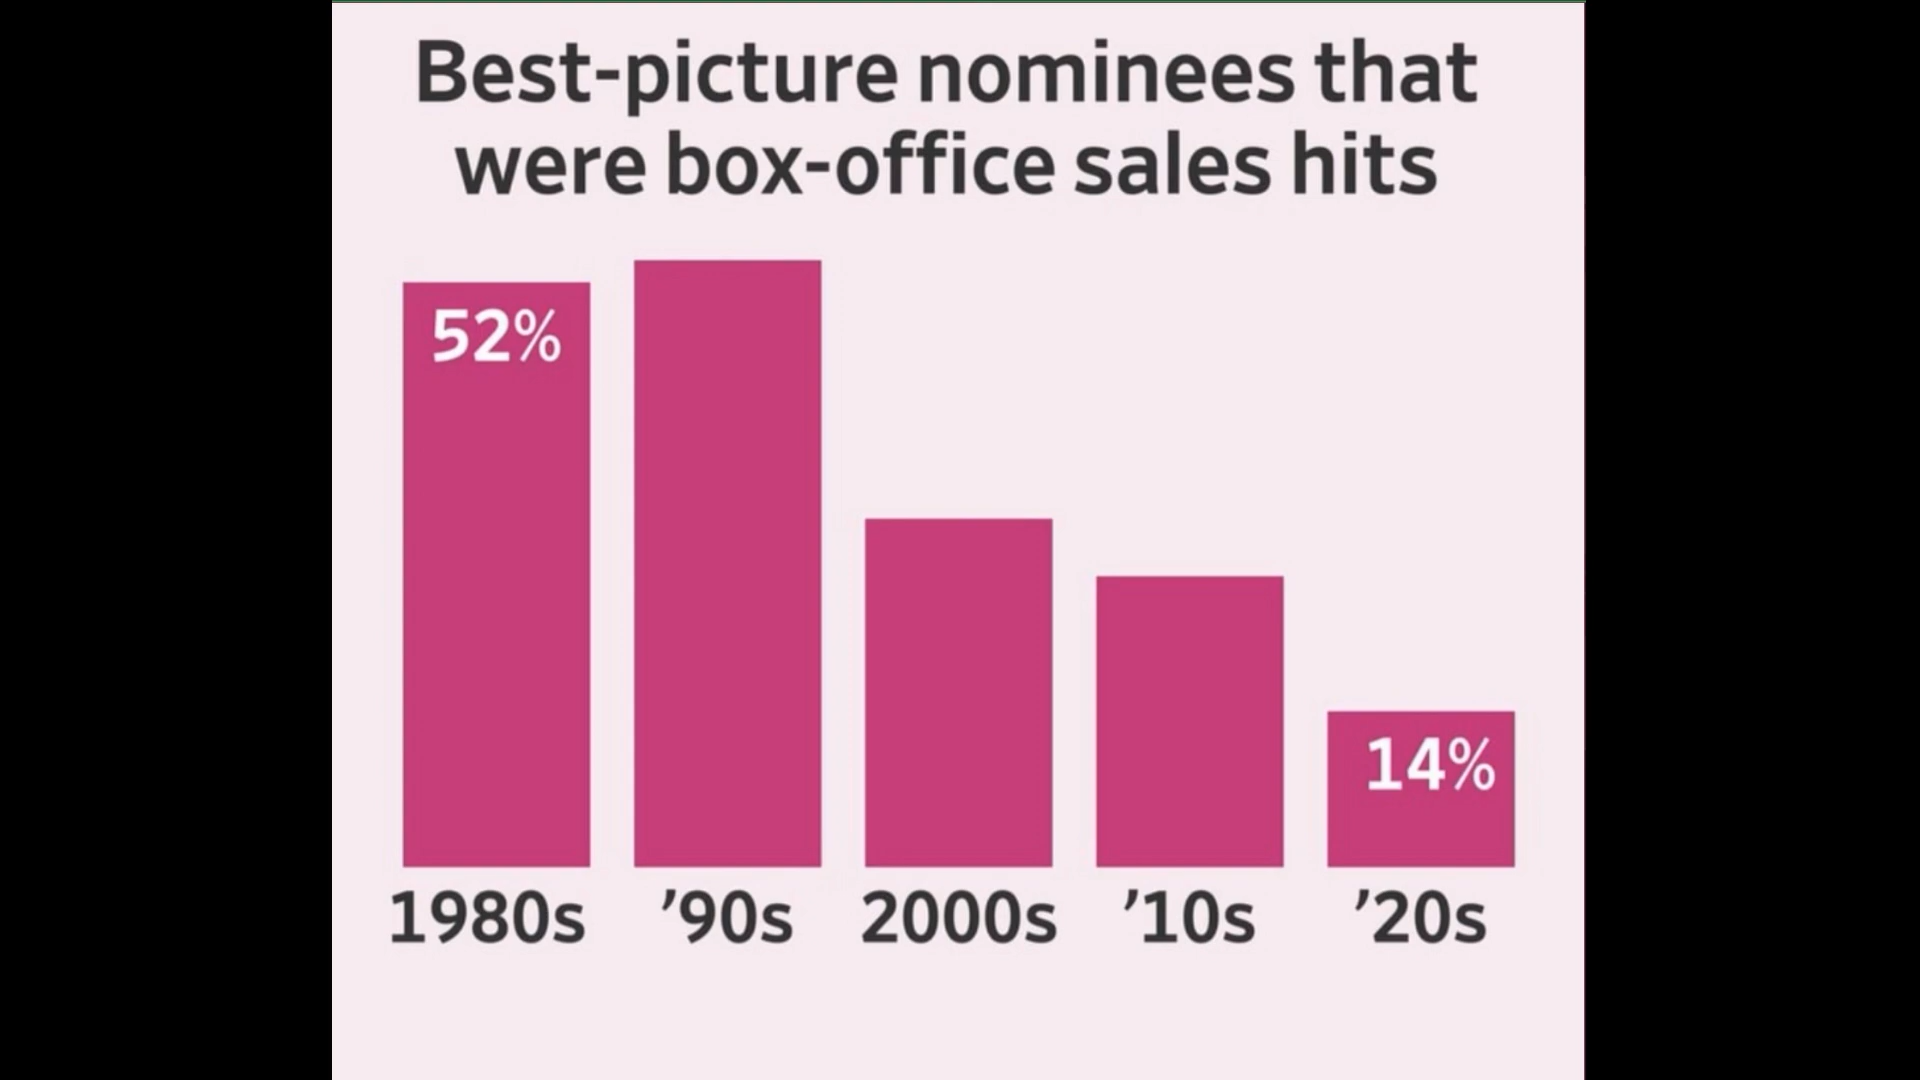 Best-picture nominees that
were box-office sales hits
52%
14%
1980s ’90s 2000s ’10s ’20s